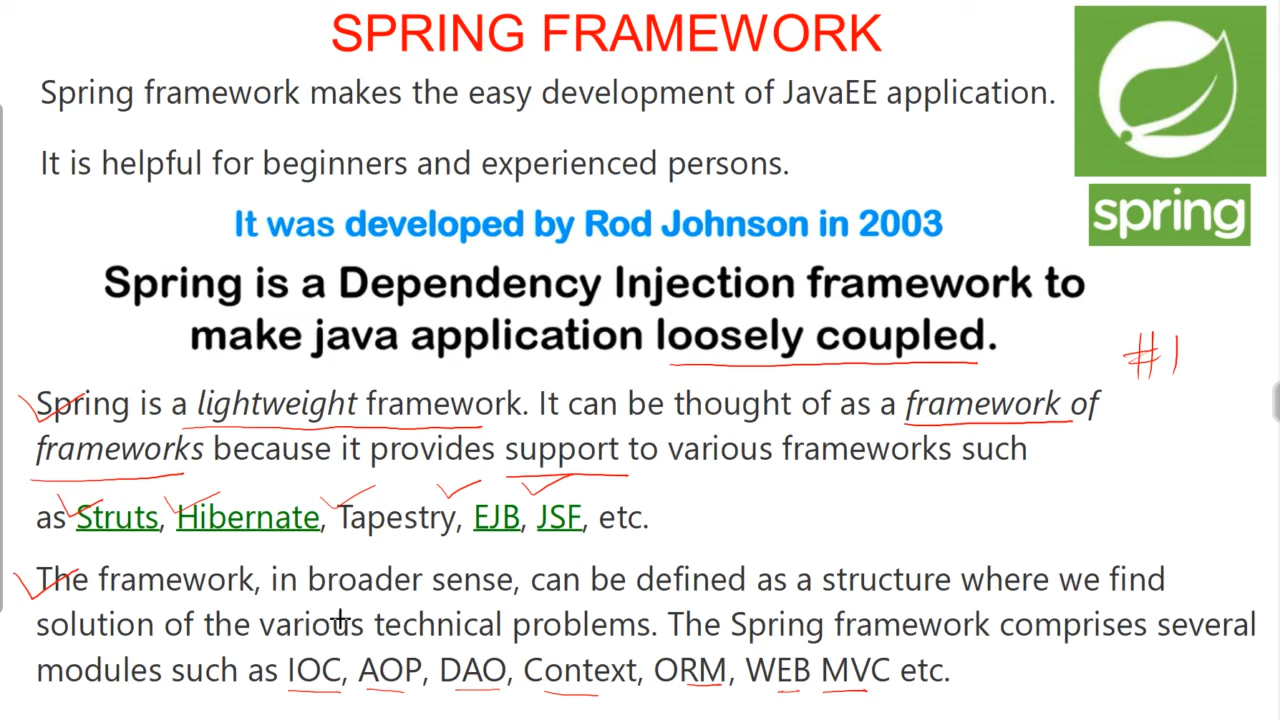 SPRING FRAMEWORK
Spring framework makes the easy development of JavaEE application.
It is helpful for beginners and experienced persons.
spring
It was developed by Rod Johnson in 2003
Spring is a Dependency Injection framework to
make java application loosely coupled.
#1
Spring is a lightweight framework. It can be thought of as a framework of
frameworks because it provides support to various frameworks such
as Struts, Hibernate, Tapestry, EJB, JSF, etc.
The framework, in broader sense, can be defined as a structure where we find
solution of the various technical problems. The Spring framework comprises several
modules such as IOC, AOP, DAO, Context, ORM, WEB MVC etc.